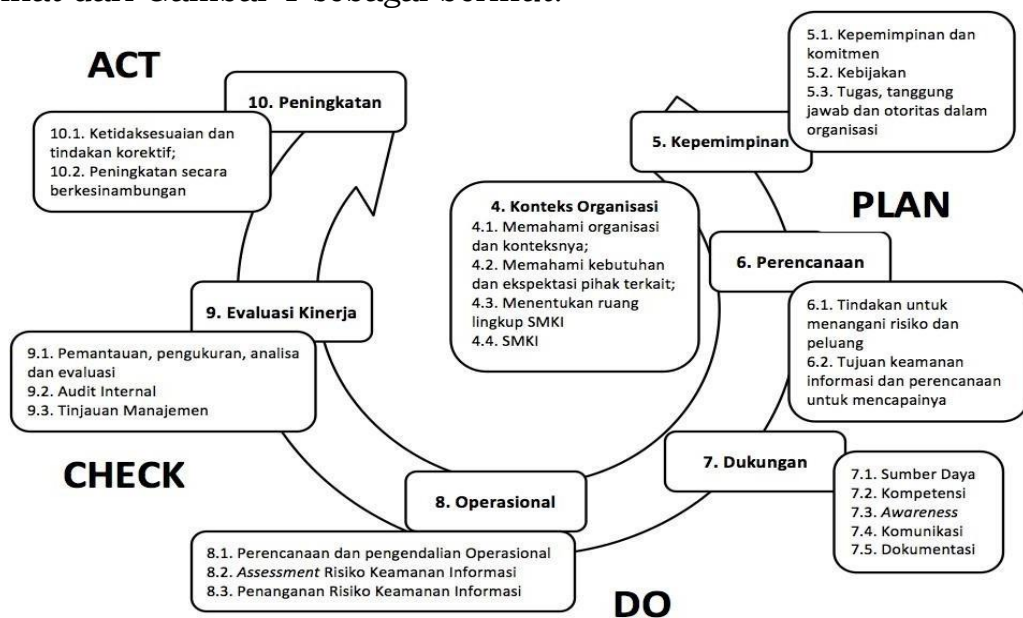 dari Gambar 1 sebagai
ACT
10. Peningkatan
10.1. Ketidaksesuaian dan
tindakan korektif;
10.2. Peningkatan secara
berkesinambungan
5.1. Kepemimpinan dan
komitmen
5.2. Kebijakan
5.3. Tugas, tanggung
jawab dan otoritas dalam
organisasi
5. Kepemimpinan
PLAN
4. Konteks Organisasi
4.1. Memahami organisasi
dan konteksnya;
4.2. Memahami kebutuhan
dan ekspektasi pihak terkait;
4.3. Menentukan ruang
lingkup SMKI
4.4. SMKI
6. Perencanaan
6.1. Tindakan untuk
menangani risiko dan
peluang
6.2. Tujuan keamanan
informasi dan perencanaan
untuk mencapainya
9. Evaluasi Kinerja
9.1. Pemantauan, pengukuran, analisa
dan evaluasi
9.2. Audit Internal
9.3. Tinjauan Manajemen
CHECK
7. Dukungan
7.1. Sumber Daya
7.2. Kompetensi
7.3. Awareness
7.4. Komunikasi
7.5. Dokumentasi
8. Operasional
8.1. Perencanaan dan pengendalian Operasional
8.2. Assessment Risiko Keamanan Informasi
8.3. Penanganan Risiko Keamanan Informasi
DO